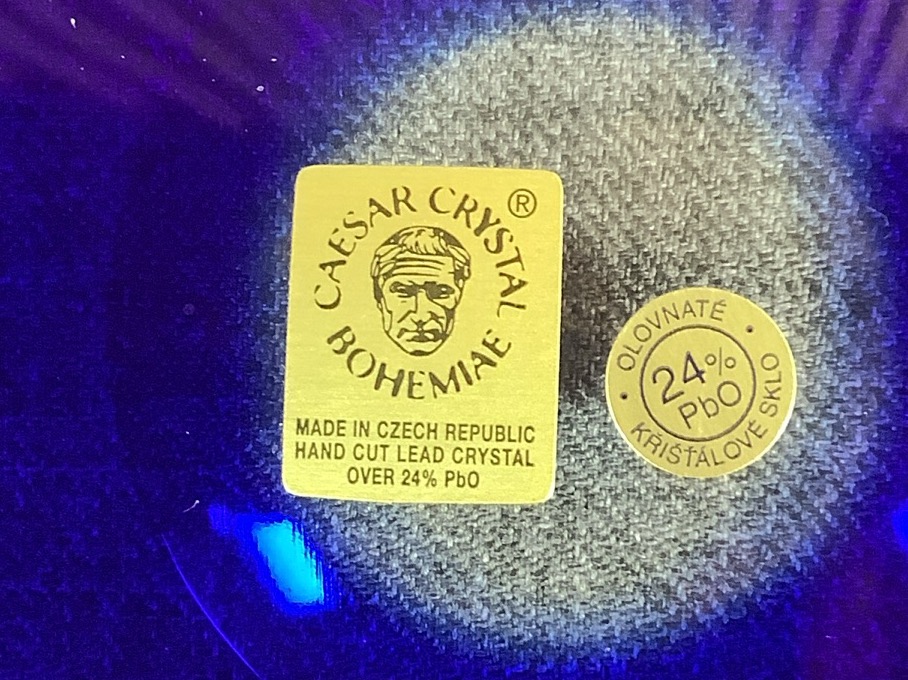 CAESAR CRYSTAL ®
BOHEMIAE
MADE IN CZECH REPUBLIC
HAND CUT LEAD CRYSTAL
OVER 24% PbO
OLOVNATÉ
24%
PbO
KŘIŠŤÁLOVÉ SKLO